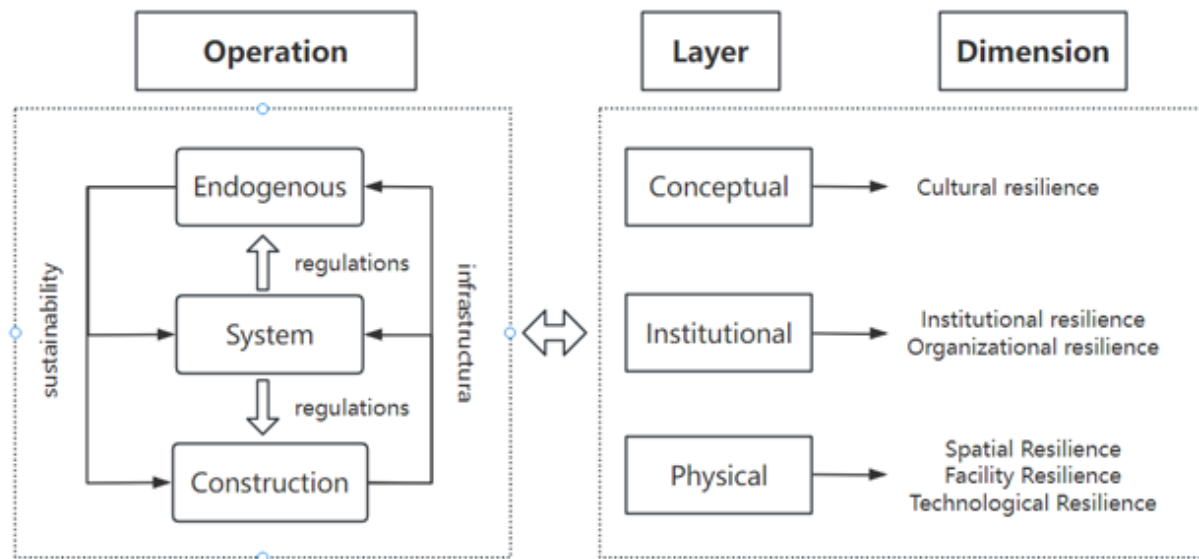 Operation
Layer
Dimension
Endogenous
regulations
System
regulations
Construction
sustainability
infrastructura
Conceptual
Cultural resilience
Institutional
Institutional resilience
Organizational resilience
Physical
Spatial Resilience
Facility Resilience
Technological Resilience